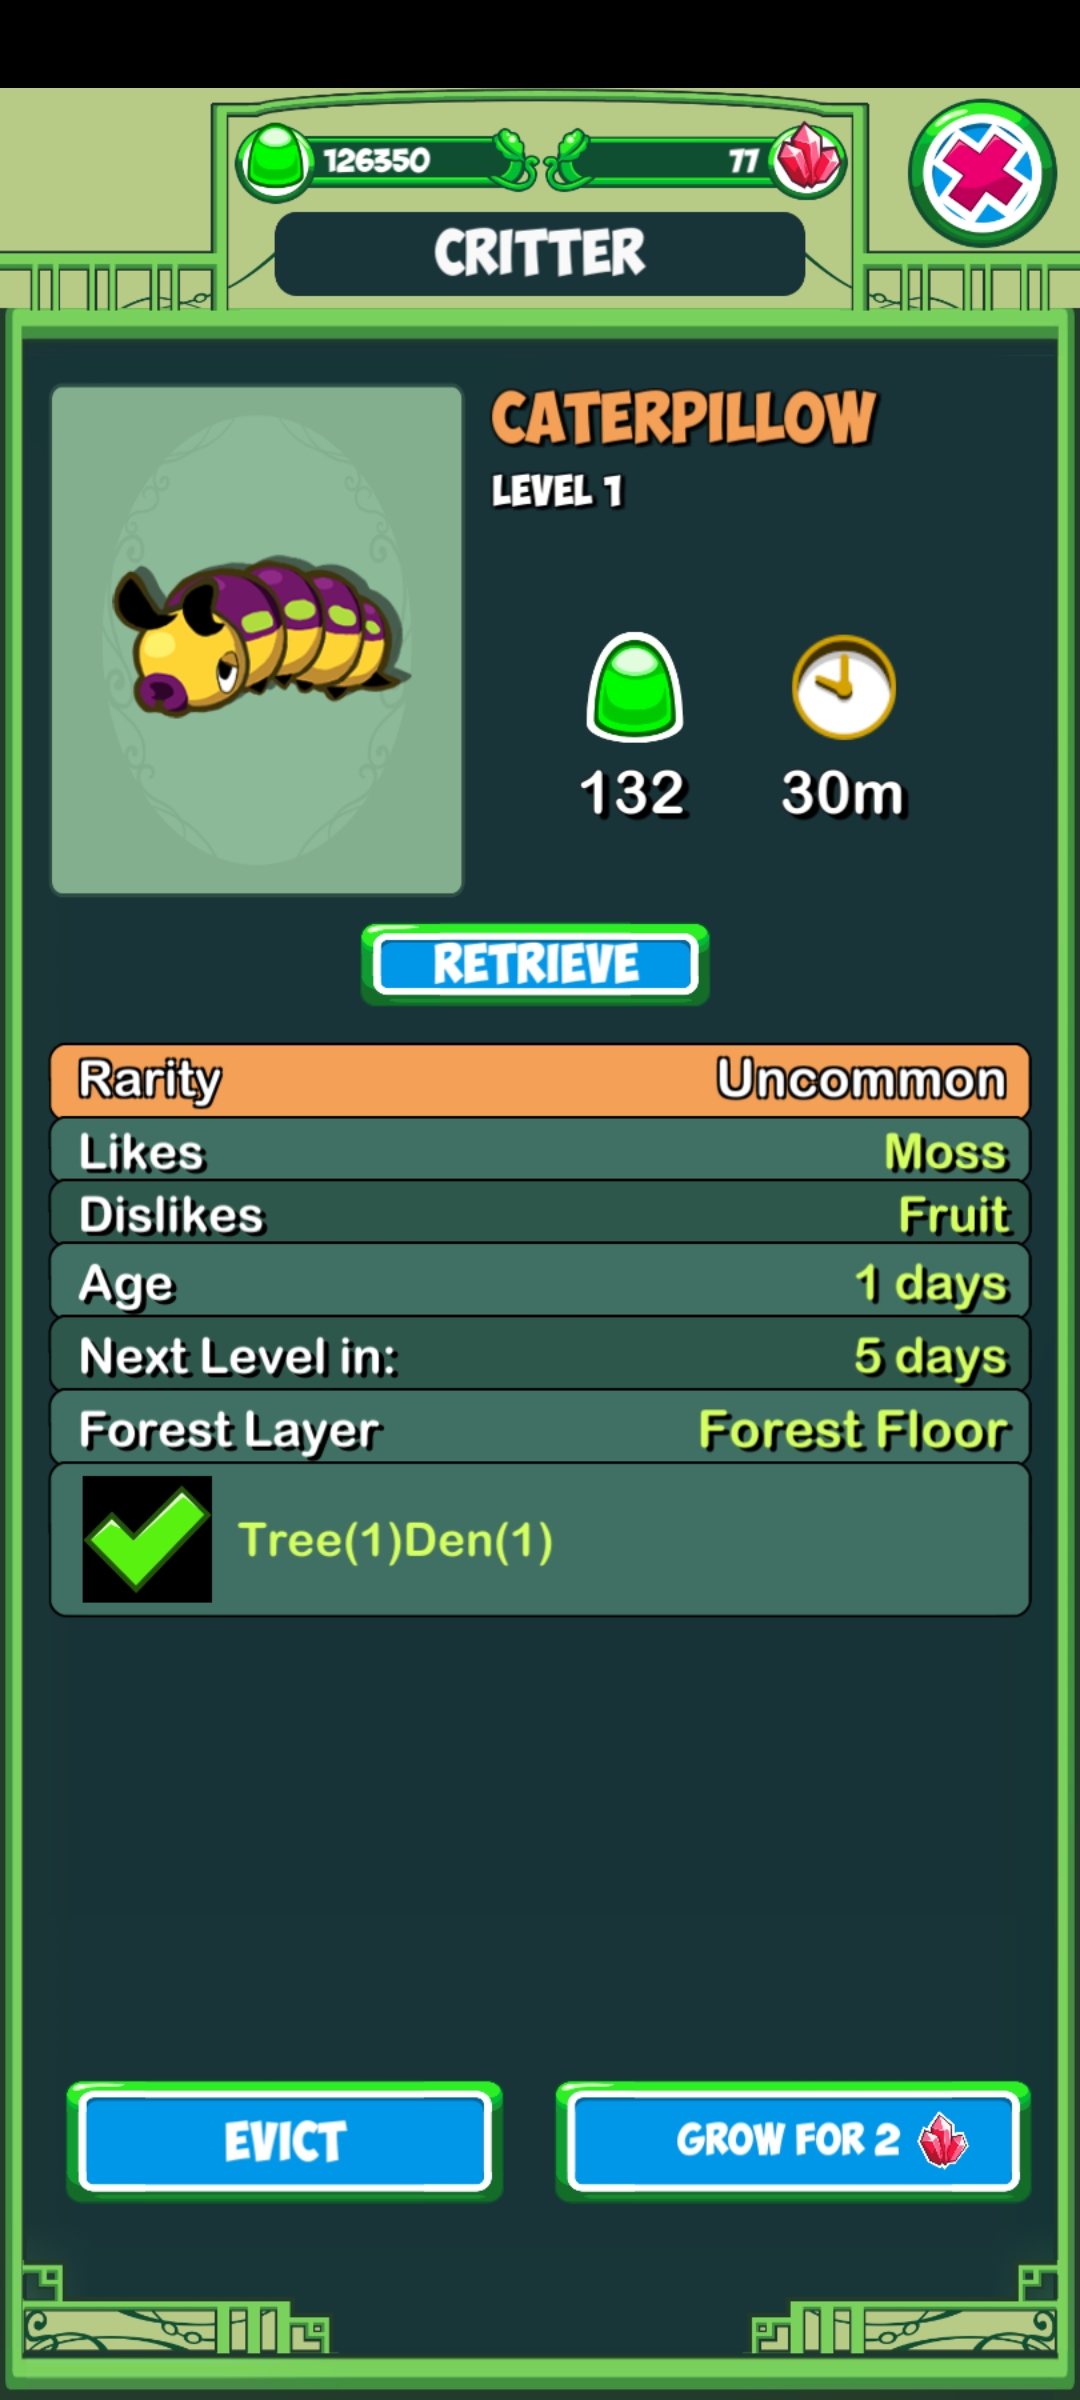 126350
77
CRITTER
CATERPILLOW
LEVEL 1
132
30m
RETRIEVE
Rarity Uncommon
Likes Moss
Dislikes Fruit
Age 1 days
Next Level in: 5 days
Forest Layer Forest Floor
Tree(1)Den(1)
EVICT
GROW FOR 2